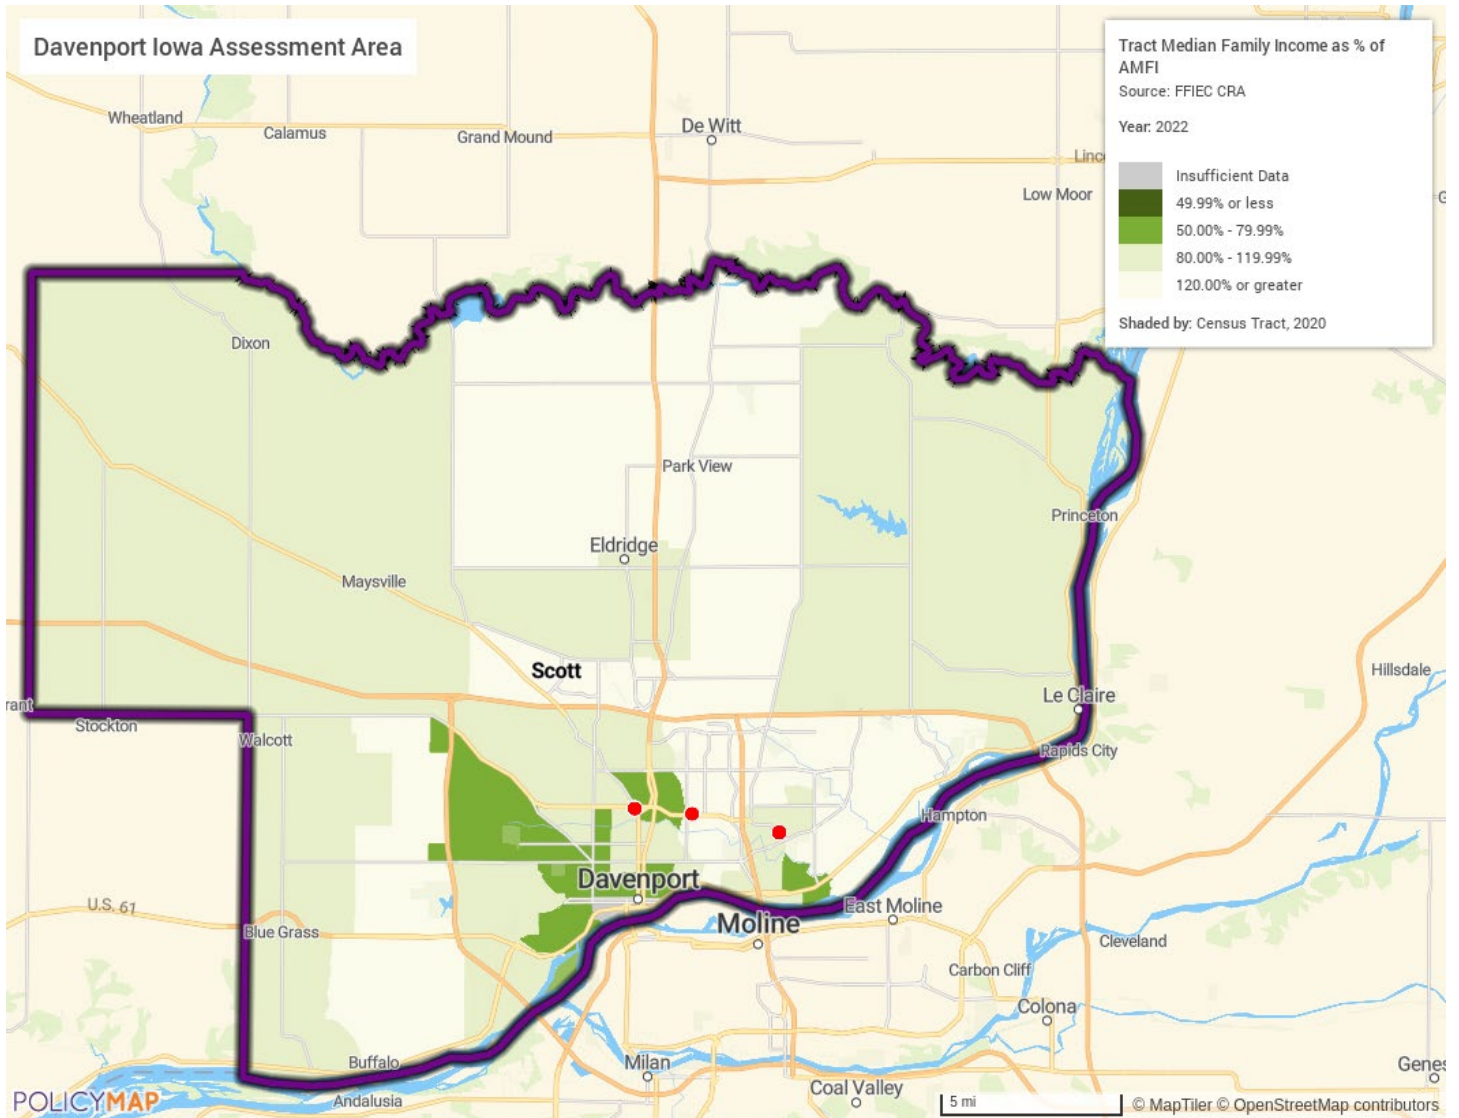 Davenport Iowa Assessment Area
Tract Median Family Income as % of
AMFI
Source: FFIEC CRA
Year: 2022
Insufficient Data
49.99% or less
50.00% - 79.99%
80.00% - 119.99%
120.00% or greater
Shaded by: Census Tract, 2020
Wheatland
Calamus
Grand Mound
De Witt
Low Moor
Dixon
Park View
Princeton
Eldridge
Maysville
Scott
Hillsdale
Le Claire
Stockton
Walcott
Rapids City
Hampton
Davenport
U.S. 61
East Moline
Moline
Blue Grass
Cleveland
Carbon Cliff
Colona
Buffalo
Milan
Coal Valley
Andalusia
POLICYMAP
5 mi
© MapTiler © OpenStreetMap contributors